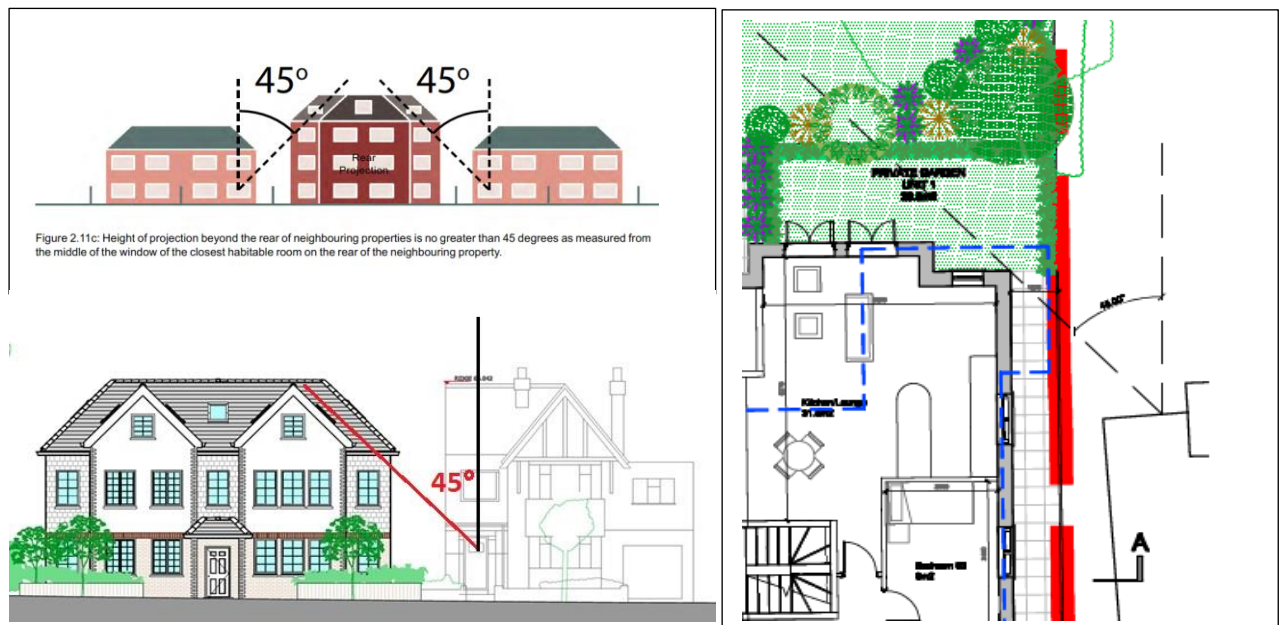 45°
45°
Rear
Projection
Figure 2.11c: Height of projection beyond the rear of neighbouring properties is no greater than 45 degrees as measured from
the middle of the window of the closest habitable room on the rear of the neighbouring property.
45°
PRIVATE GARDEN
UNIT 1
Kitchen/Lounge
A